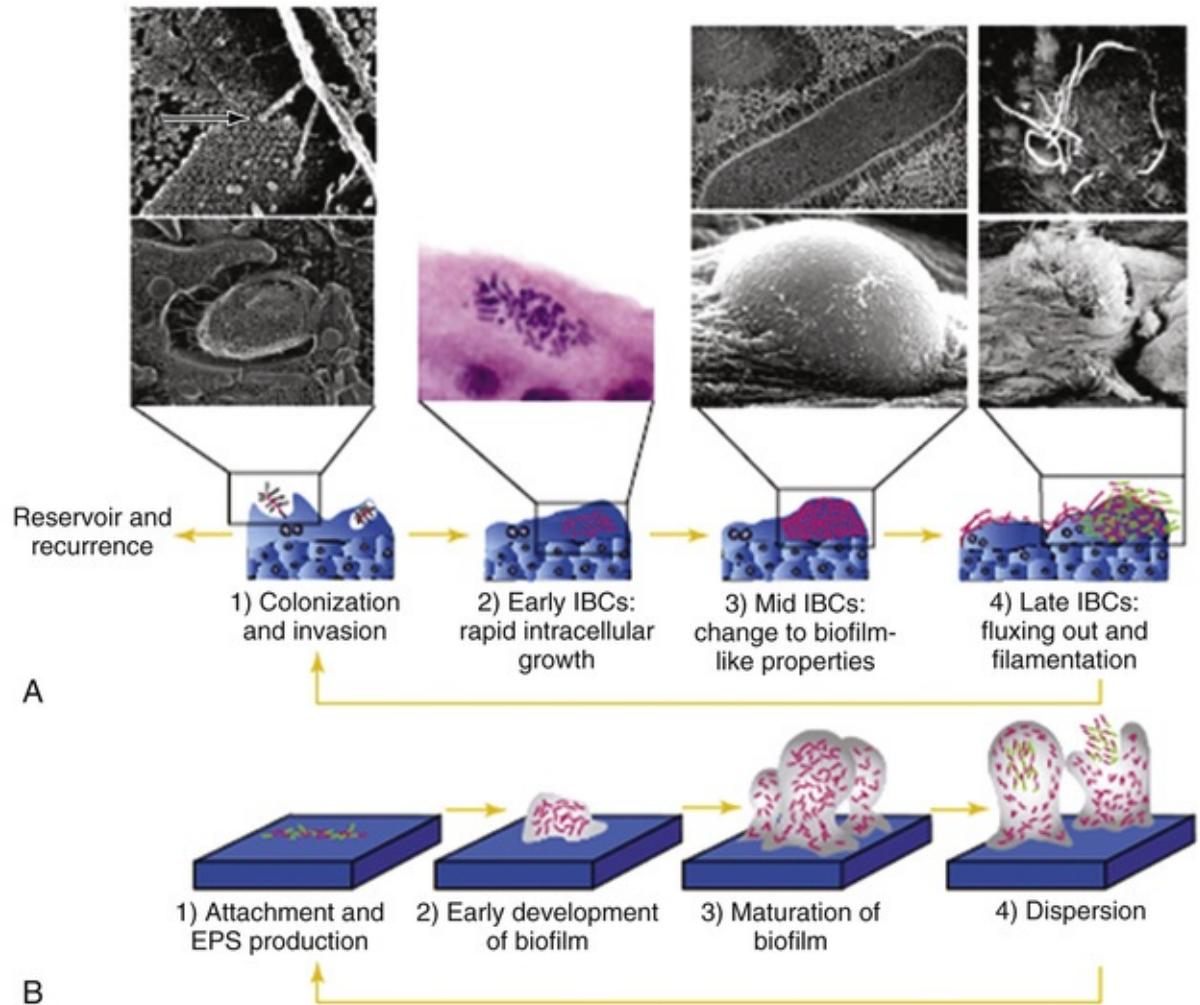 Reservoir and
recurrence
1) Colonization
and invasion
2) Early IBCs:
rapid intracellular
growth
3) Mid IBCs:
change to biofilm-
like properties
4) Late IBCs:
fluxing out and
filamentation
A
1) Attachment and
EPS production
2) Early development
of biofilm
3) Maturation of
biofilm
4) Dispersion
B